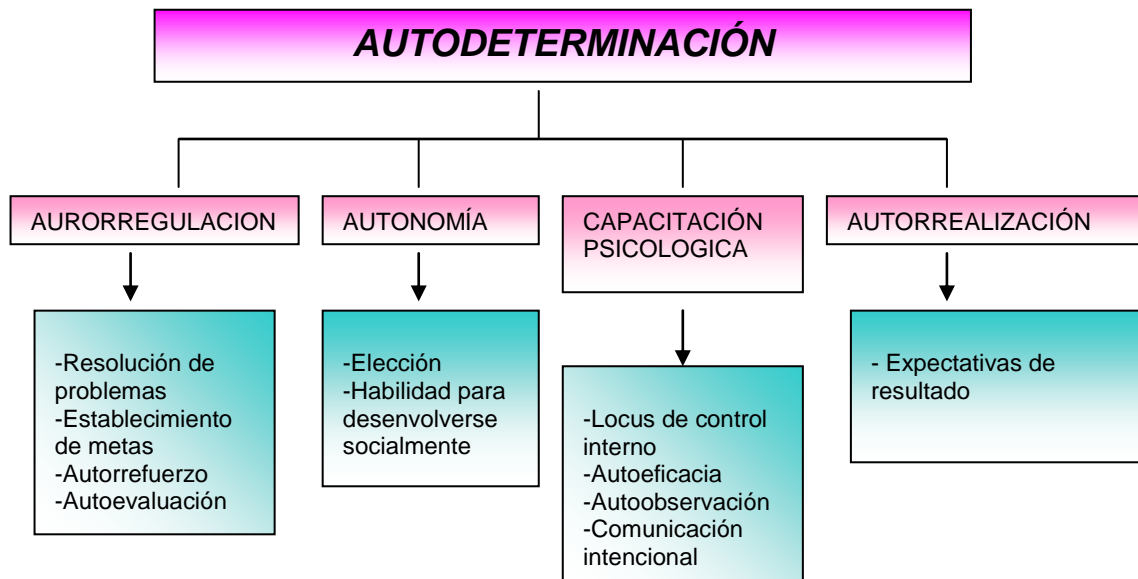 AUTODETERMINACIÓN
AURORREGULACION
AUTONOMÍA
CAPACITACIÓN
PSICOLOGICA
AUTORREALIZACIÓN
-Resolución de
problemas
-Establecimiento
de metas
-Autorrefuerzo
-Autoevaluación
-Elección
-Habilidad para
desenvolverse
socialmente
-Locus de control
interno
-Autoeficacia
-Autoobservación
-Comunicación
intencional
- Expectativas de
resultado